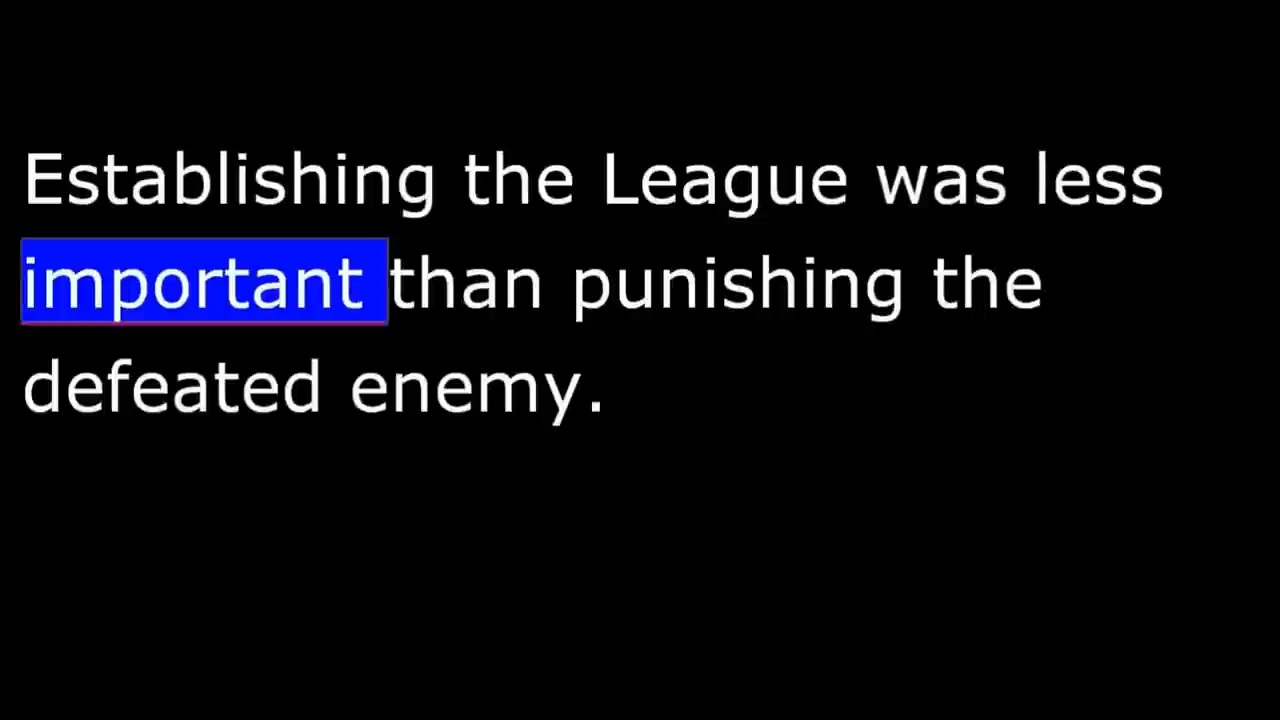 Establishing the League was less
important than punishing the
defeated enemy.